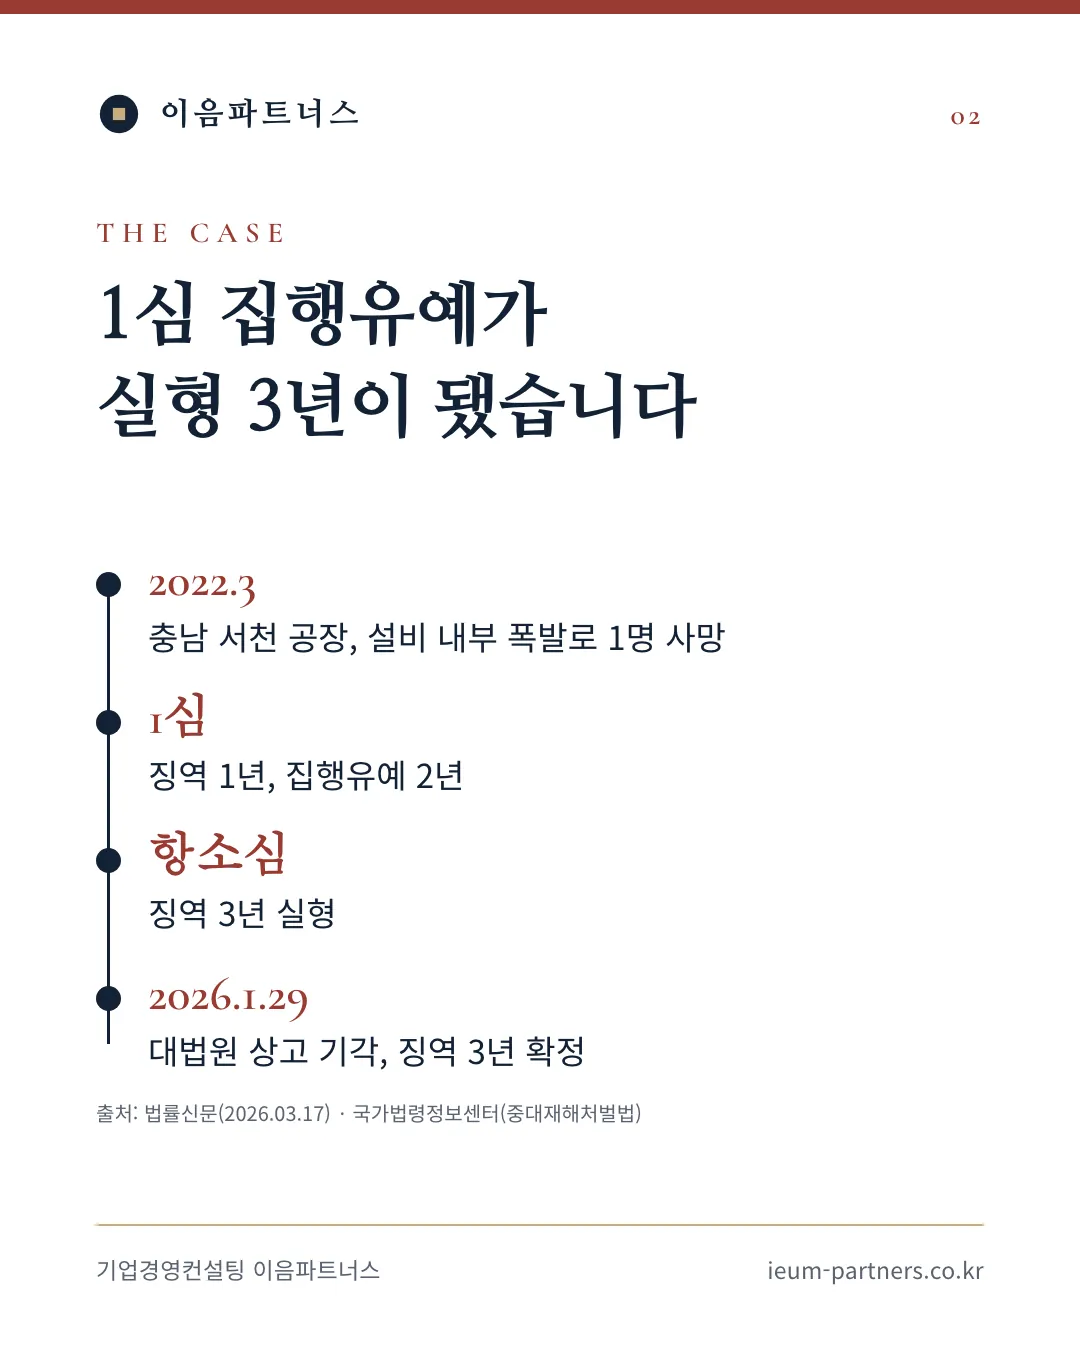 이음파트너스
02
THE CASE
1심 집행유예가
실형 3년이 됐습니다
2022.3
충남 서천 공장, 설비 내부 폭발로 1명 사망
1심
징역 1년, 집행유예 2년
항소심
징역 3년 실형
2026.1.29
대법원 상고 기각, 징역 3년 확정
출처: 법률신문(2026.03.17) · 국가법령정보센터(중대재해처벌법)
기업경영컨설팅 이음파트너스
ieum-partners.co.kr